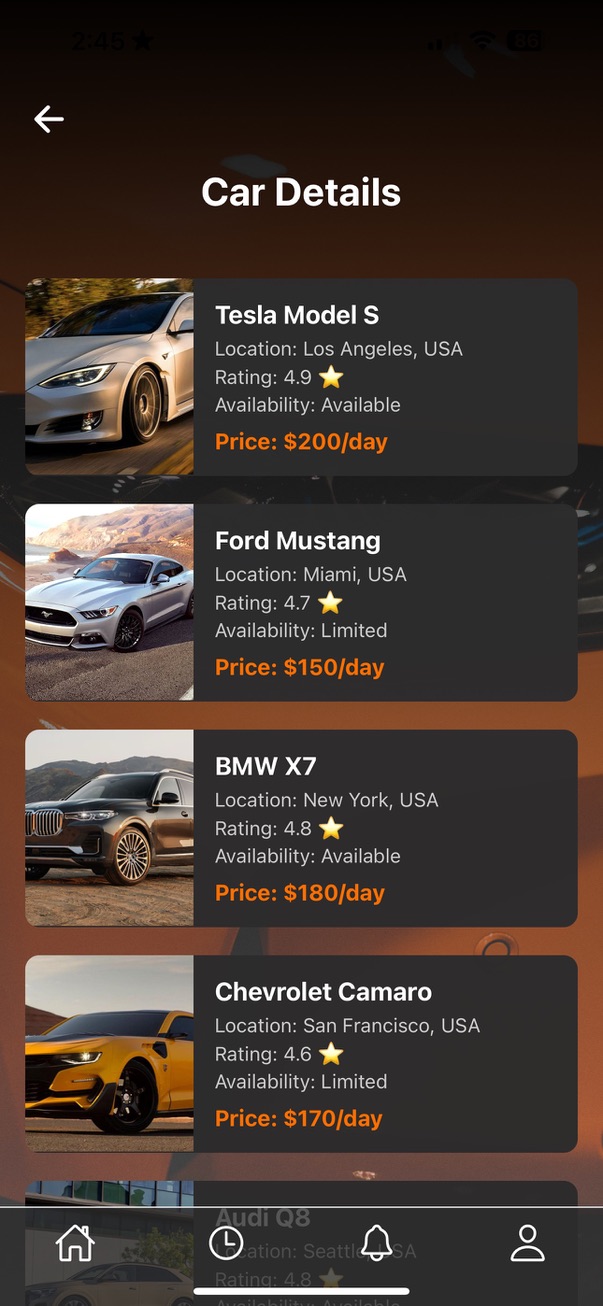 2:45 ★
86
Car Details
Tesla Model S
Location: Los Angeles, USA
Rating: 4.9 ⭐
Availability: Available
Price: $200/day
Ford Mustang
Location: Miami, USA
Rating: 4.7 ⭐
Availability: Limited
Price: $150/day
BMW X7
Location: New York, USA
Rating: 4.8 ⭐
Availability: Available
Price: $180/day
Chevrolet Camaro
Location: San Francisco, USA
Rating: 4.6 ⭐
Availability: Limited
Price: $170/day
Audi Q8
Location: Seattle, USA
Rating: 4.8 ⭐
Availability: Available